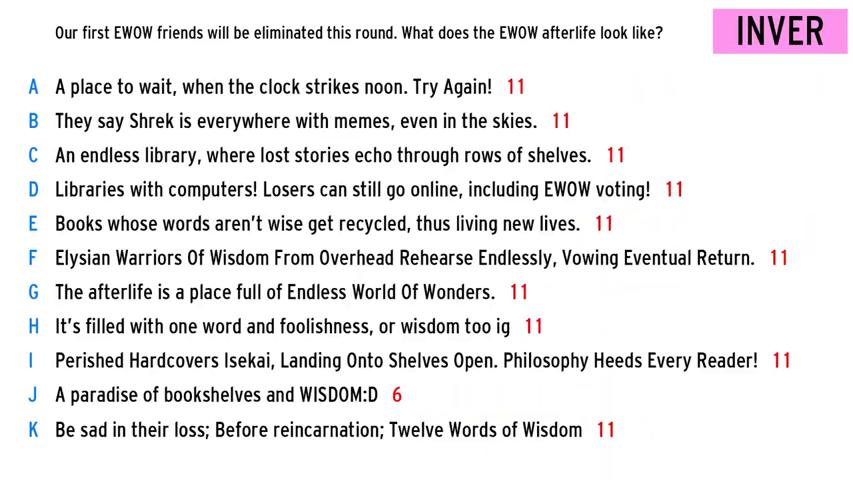 Our first EWOW friends will be eliminated this round. What does the EWOW afterlife look like?
INVER
A A place to wait, when the clock strikes noon. Try Again! 11
B They say Shrek is everywhere with memes, even in the skies. 11
C An endless library, where lost stories echo through rows of shelves. 11
D Libraries with computers! Losers can still go online, including EWOW voting! 11
E Books whose words aren't wise get recycled, thus living new lives. 11
F Elysian Warriors Of Wisdom From Overhead Rehearse Endlessly, Vowing Eventual Return. 11
G The afterlife is a place full of Endless World Of Wonders. 11
H It's filled with one word and foolishness, or wisdom too ig 11
I Perished Hardcovers Isekai, Landing Onto Shelves Open. Philosophy Heeds Every Reader! 11
J A paradise of bookshelves and WISDOM:D 6
K Be sad in their loss; Before reincarnation; Twelve Words of Wisdom 11